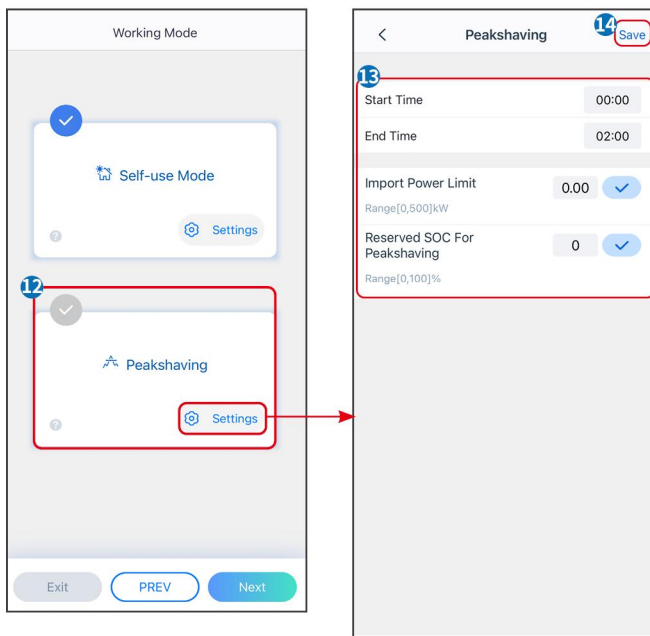 Working Mode
Self-use Mode
Settings
?
12
Peakshaving
Settings
?
Exit
PREV
Next
Peakshaving
14
Save
13
Start Time
00:00
End Time
02:00
Import Power Limit
0.00
Range[0,500]kW
Reserved SOC For
Peakshaving
0
Range[0,100]%